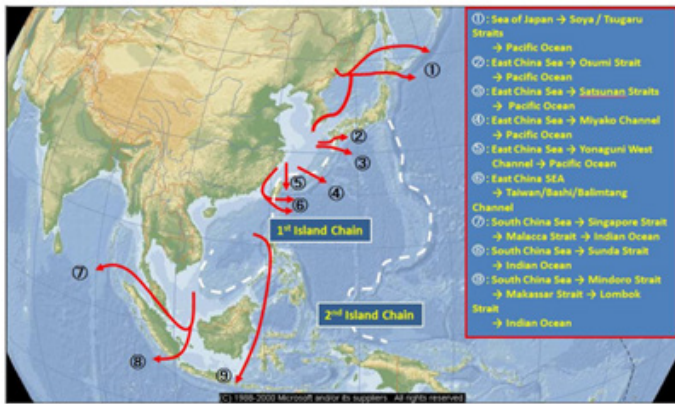 ①: Sea of Japan → Soya / Tsugaru
Straits
→ Pacific Ocean
②: East China Sea → Osumi Strait
→ Pacific Ocean
③: East China Sea → Satsunan Straits
→ Pacific Ocean
④: East China Sea → Miyako Channel
→ Pacific Ocean
⑤: East China Sea → Yonaguni West
Channel → Pacific Ocean
⑥: East China SEA
→ Taiwan/Bashi/Balimtang
Channel
⑦: South China Sea → Singapore Strait
→ Malacca Strait → Indian Ocean
⑧: South China Sea → Sunda Strait
→ Indian Ocean
⑨: South China Sea → Mindoro Strait
→ Makassar Strait → Lombok
Strait
→ Indian Ocean
①
②
③
④
⑤
⑥
1st Island Chain
⑦
2nd Island Chain
⑧
⑨
(C) 1988-2000 Microsoft and/or its suppliers. All rights reserved.